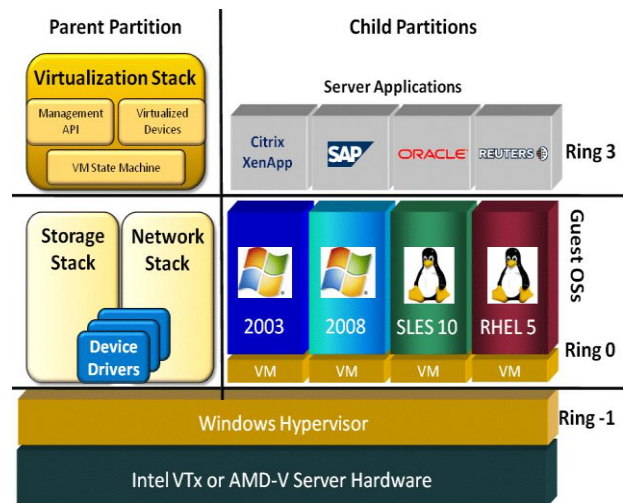 Parent Partition
Child Partitions
Virtualization Stack
Management
API
Virtualized
Devices
VM State Machine
Server Applications
Citrix
XenApp
SAP
ORACLE
REUTERS
Ring 3
Storage
Stack
Network
Stack
Device
Drivers
2003
2008
SLES 10
RHEL 5
Guest OSs
VM
VM
VM
VM
Ring 0
Windows Hypervisor
Ring -1
Intel VTx or AMD-V Server Hardware